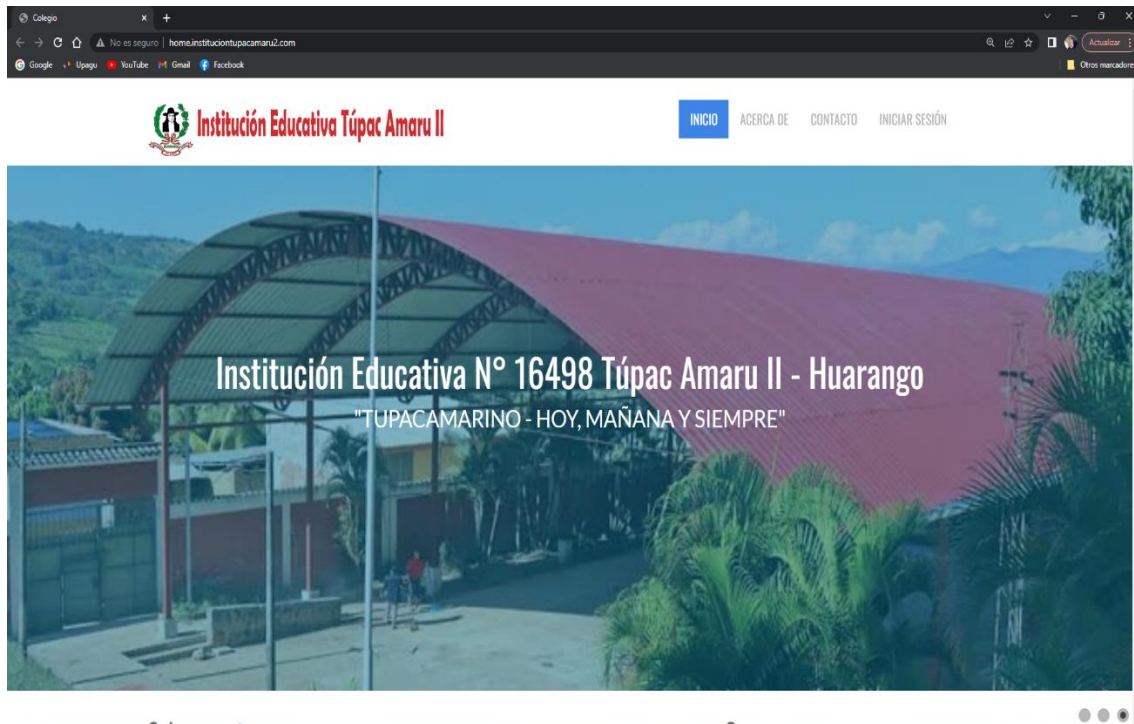 Colegio
No es seguro | home.instituciontupacamaru2.com
Actualizar
Google Upagu YouTube Gmail Facebook
Otros marcadores
Institución Educativa Túpac Amaru II
INICIO ACERCA DE CONTACTO INICIAR SESIÓN
Institución Educativa N° 16498 Túpac Amaru II - Huarango
"TUPACAMARINO - HOY, MAÑANA Y SIEMPRE"